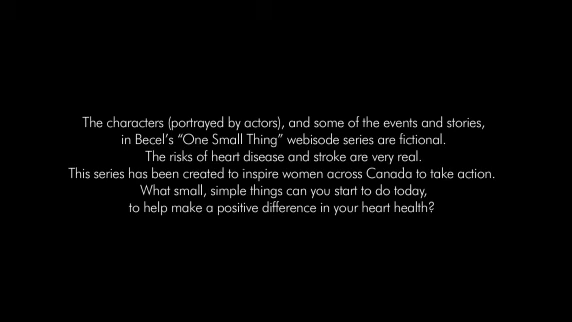 The characters (portrayed by actors), and some of the events and stories,
in Becel's “One Small Thing” webisode series are fictional.
The risks of heart disease and stroke are very real.
This series has been created to inspire women across Canada to take action.
What small, simple things can you start to do today,
to help make a positive difference in your heart health?